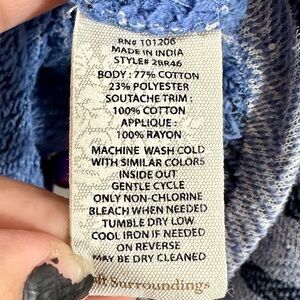 RN# 101206
MADE IN INDIA
STYLE# 2BR46
BODY : 77% COTTON
23% POLYESTER
SOUTACHE TRIM :
100% COTTON
APPLIQUE :
100% RAYON
MACHINE WASH COLD
WITH SIMILAR COLORS
INSIDE OUT
GENTLE CYCLE
ONLY NON-CHLORINE
BLEACH WHEN NEEDED
TUMBLE DRY LOW
COOL IRON IF NEEDED
ON REVERSE
MAY BE DRY CLEANED
Surroundings